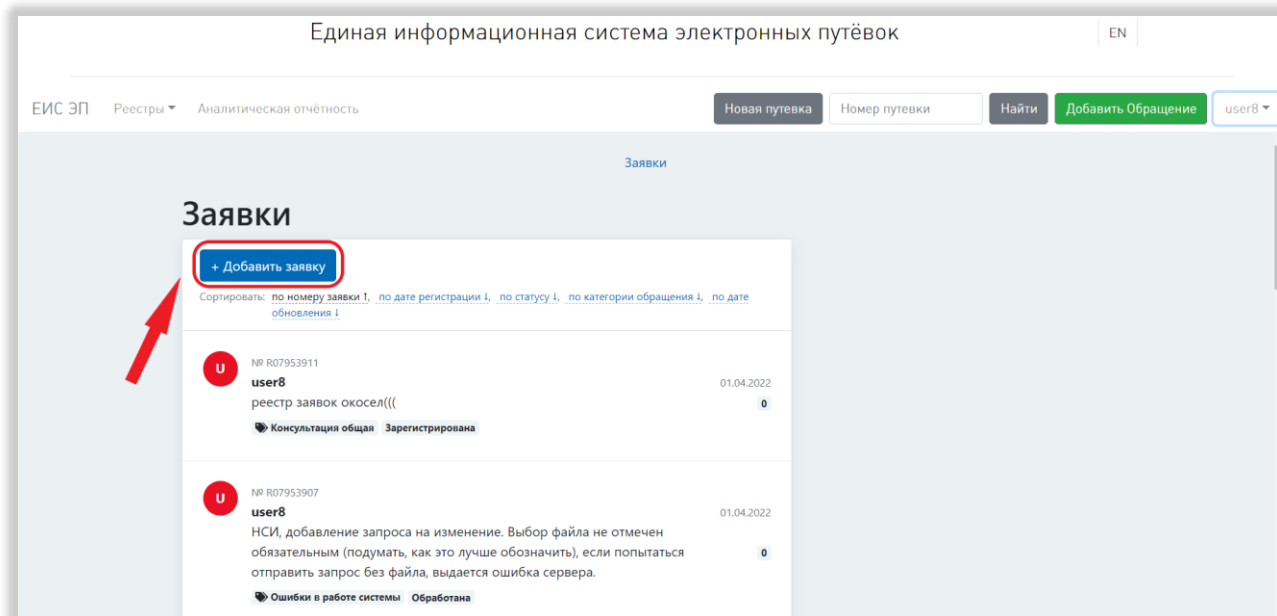 Единая информационная система электронных путёвок
EN
ЕИС ЭП Реестры Аналитическая отчётность Новая путевка Номер путевки Найти Добавить Обращение user8
Заявки
Заявки
+ Добавить заявку
Сортировать: по номеру заявки ↑, по дате регистрации ↓, по статусу ↓, по категории обращения ↓, по дате
обновления ↓
U
№ R07953911
user8
01.04.2022
реестр заявок окосел(((
0
Консультация общая Зарегистрирована
U
№ R07953907
user8
01.04.2022
НСИ, добавление запроса на изменение. Выбор файла не отмечен
обязательным (подумать, как это лучше обозначить), если попытаться
0
отправить запрос без файла, выдается ошибка сервера.
Ошибки в работе системы Обработана